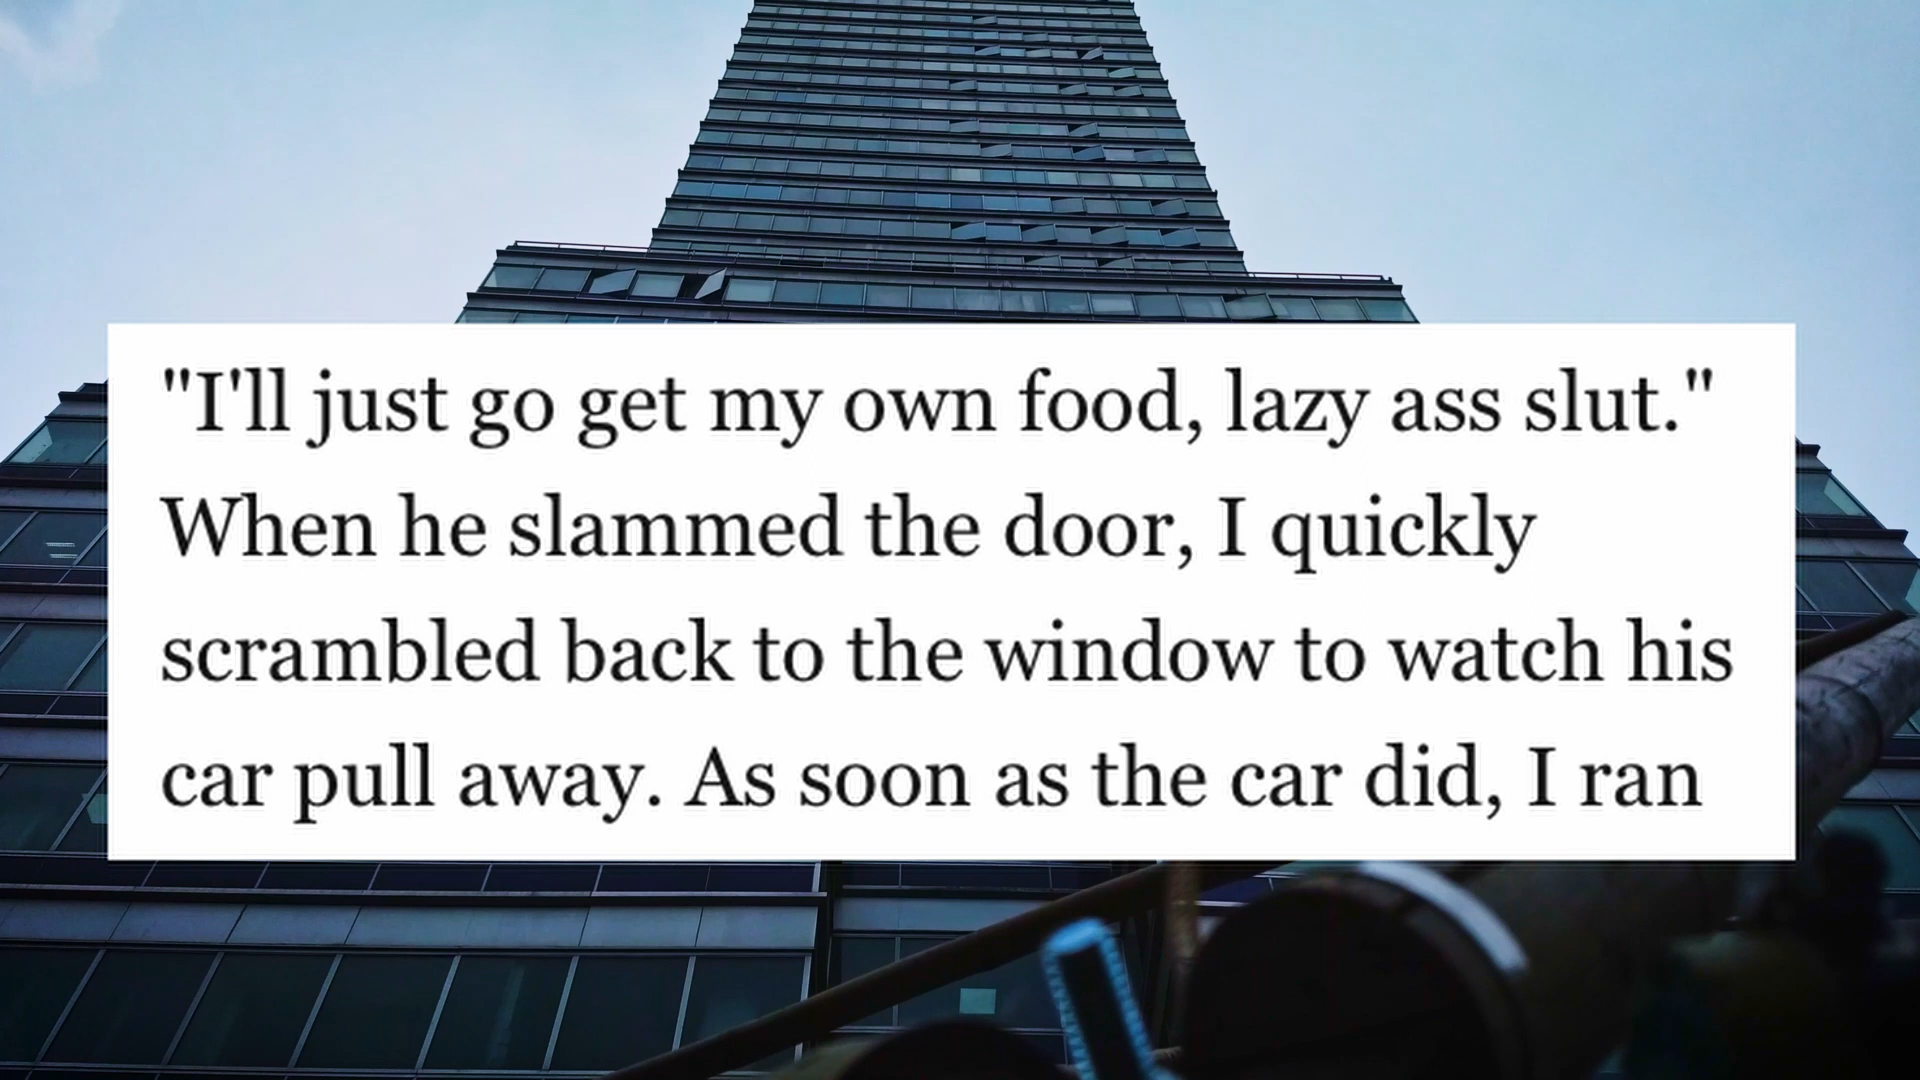 "I'll just go get my own food, lazy ass slut."
When he slammed the door, I quickly
scrambled back to the window to watch his
car pull away. As soon as the car did, I ran